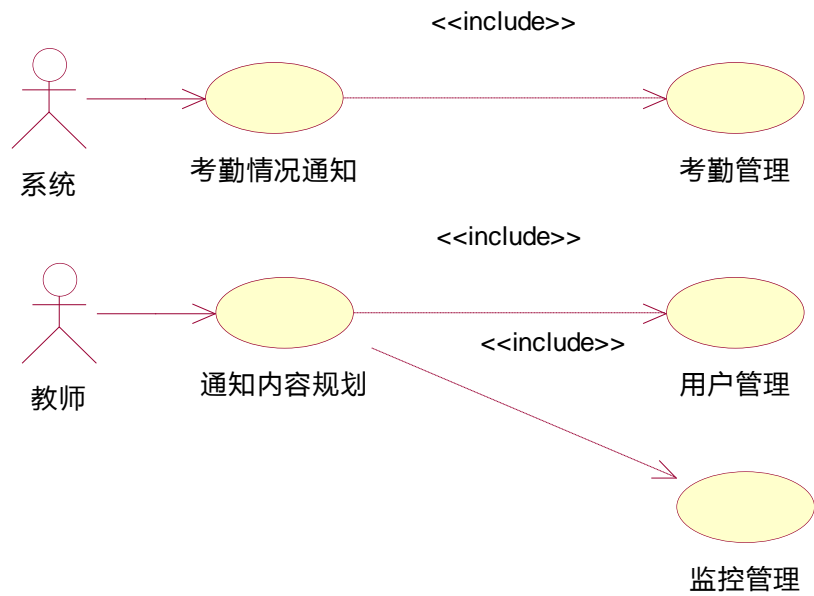 <<include>>
系统
考勤情况通知
考勤管理
<<include>>
<<include>>
教师
通知内容规划
用户管理
监控管理